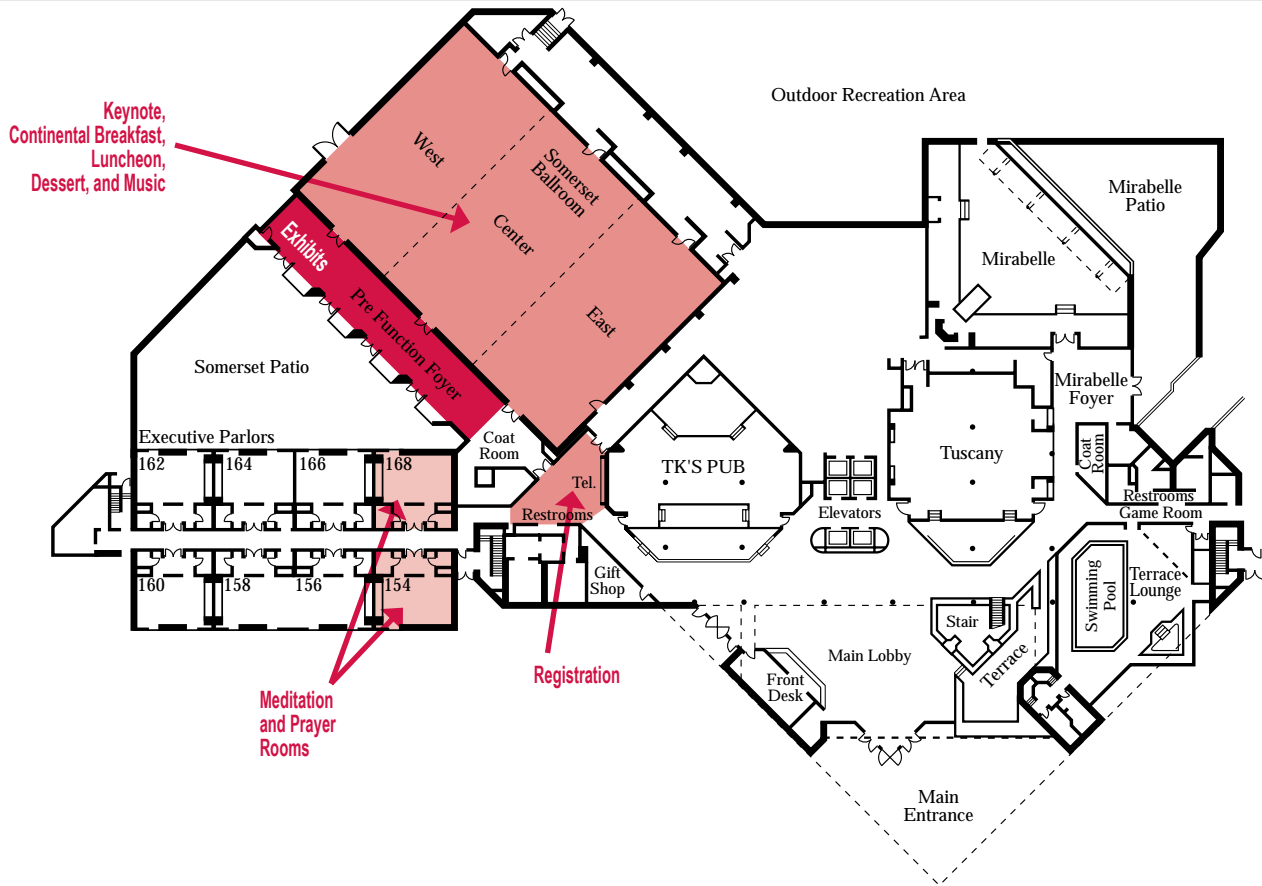 Keynote,
Continental Breakfast,
Luncheon,
Dessert, and Music
Outdoor Recreation Area
West
Somerset
Ballroom
Center
East
Mirabelle
Patio
Mirabelle
Exhibits
Pre Function Foyer
Somerset Patio
Mirabelle
Foyer
Executive Parlors
162
164
166
168
Coat
Room
Tel.
TK'S PUB
Tuscany
Coat
Room
Restrooms
Restrooms
Elevators
Game Room
160
158
156
154
Gift
Shop
Swimming
Pool
Terrace
Lounge
Stair
Main Lobby
Terrace
Front
Desk
Registration
Meditation
and Prayer
Rooms
Main
Entrance